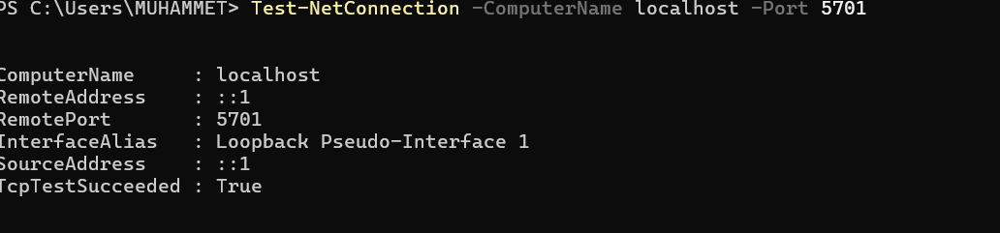 PS C:\Users\MUHAMMET> Test-NetConnection -ComputerName localhost -Port 5701
ComputerName     : localhost
RemoteAddress    : ::1
RemotePort       : 5701
InterfaceAlias   : Loopback Pseudo-Interface 1
SourceAddress    : ::1
TcpTestSucceeded : True